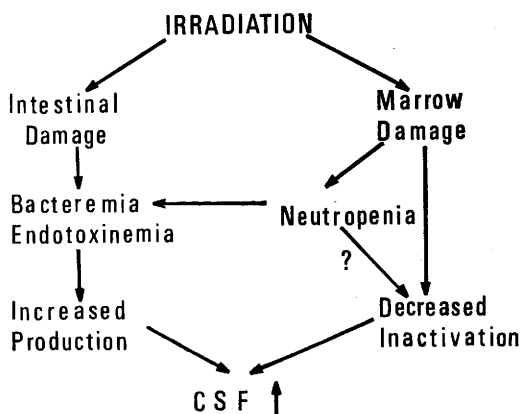 IRRADIATION
Intestinal
Damage
Marrow
Damage
Bacteremia
Endotoxinemia
Neutropenia
?
Increased
Production
Decreased
Inactivation
CSF